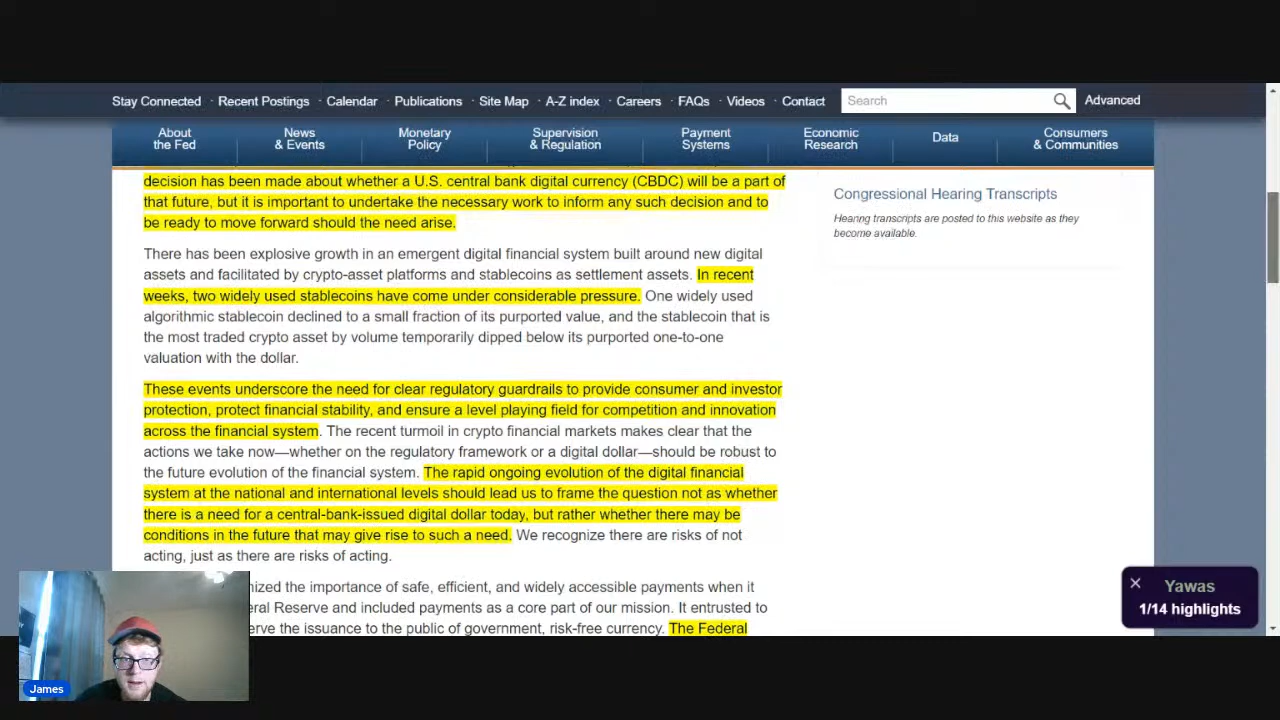 Stay Connected · Recent Postings · Calendar · Publications · Site Map · A-Z index · Careers · FAQs · Videos · Contact
Search
Advanced
About
the Fed
News
& Events
Monetary
Policy
Supervision
& Regulation
Payment
Systems
Economic
Research
Data
Consumers
& Communities
decision has been made about whether a U.S. central bank digital currency (CBDC) will be a part of
that future, but it is important to undertake the necessary work to inform any such decision and to
be ready to move forward should the need arise.
There has been explosive growth in an emergent digital financial system built around new digital
assets and facilitated by crypto-asset platforms and stablecoins as settlement assets. In recent
weeks, two widely used stablecoins have come under considerable pressure. One widely used
algorithmic stablecoin declined to a small fraction of its purported value, and the stablecoin that is
the most traded crypto asset by volume temporarily dipped below its purported one-to-one
valuation with the dollar.
These events underscore the need for clear regulatory guardrails to provide consumer and investor
protection, protect financial stability, and ensure a level playing field for competition and innovation
across the financial system. The recent turmoil in crypto financial markets makes clear that the
actions we take now—whether on the regulatory framework or a digital dollar—should be robust to
the future evolution of the financial system. The rapid ongoing evolution of the digital financial
system at the national and international levels should lead us to frame the question not as whether
there is a need for a central-bank-issued digital dollar today, but rather whether there may be
conditions in the future that may give rise to such a need. We recognize there are risks of not
acting, just as there are risks of acting.
nized the importance of safe, efficient, and widely accessible payments when it
eral Reserve and included payments as a core part of our mission. It entrusted to
erve the issuance to the public of government, risk-free currency. The Federal
Congressional Hearing Transcripts
Hearing transcripts are posted to this website as they
become available.
× Yawas
1/14 highlights
James